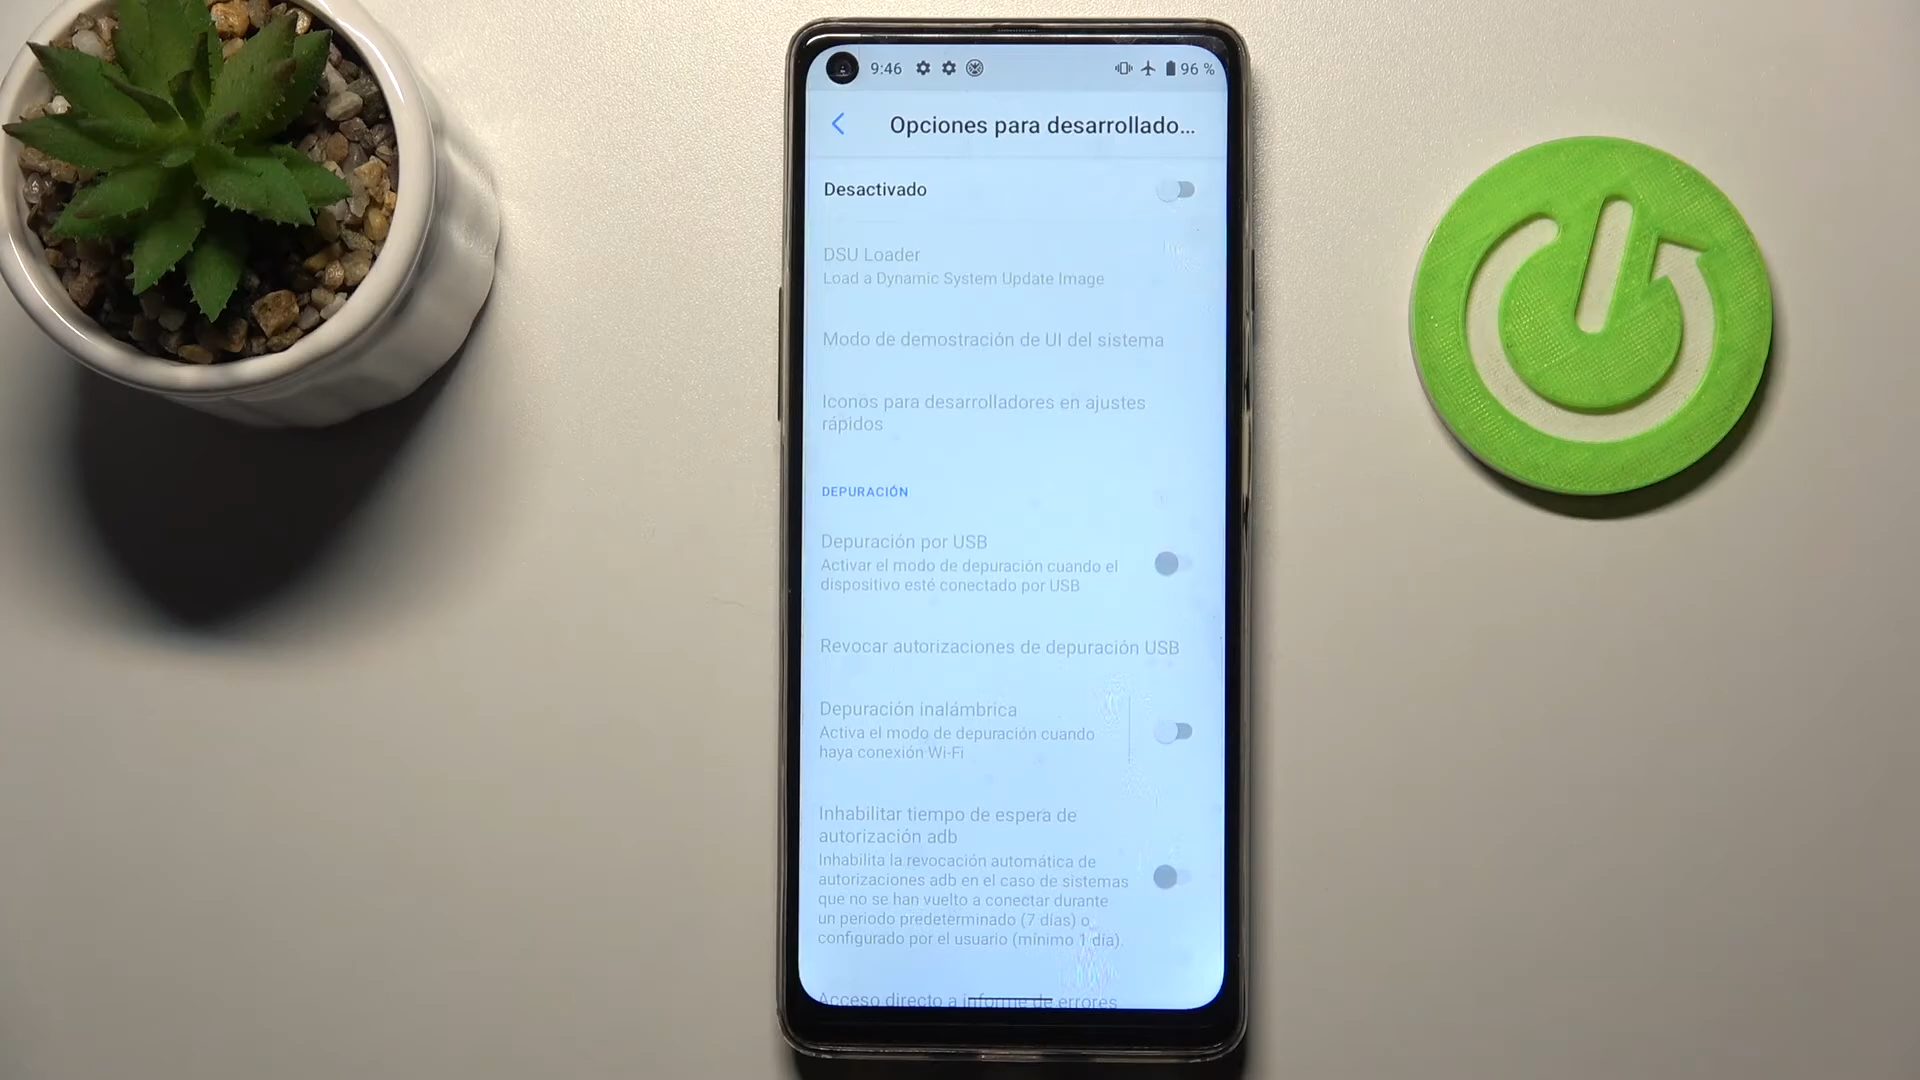 9:46
96 %
Opciones para desarrollado...
Desactivado
DSU Loader
Load a Dynamic System Update Image
Modo de demostración de UI del sistema
Iconos para desarrolladores en ajustes
rápidos
DEPURACIÓN
Depuración por USB
Activar el modo de depuración cuando el
dispositivo esté conectado por USB
Revocar autorizaciones de depuración USB
Depuración inalámbrica
Activa el modo de depuración cuando
haya conexión Wi-Fi
Inhabilitar tiempo de espera de
autorización adb
Inhabilita la revocación automática de
autorizaciones adb en el caso de sistemas
que no se han vuelto a conectar durante
un periodo predeterminado (7 días) o
configurado por el usuario (mínimo 1 día).
Acceso directo a informe de errores